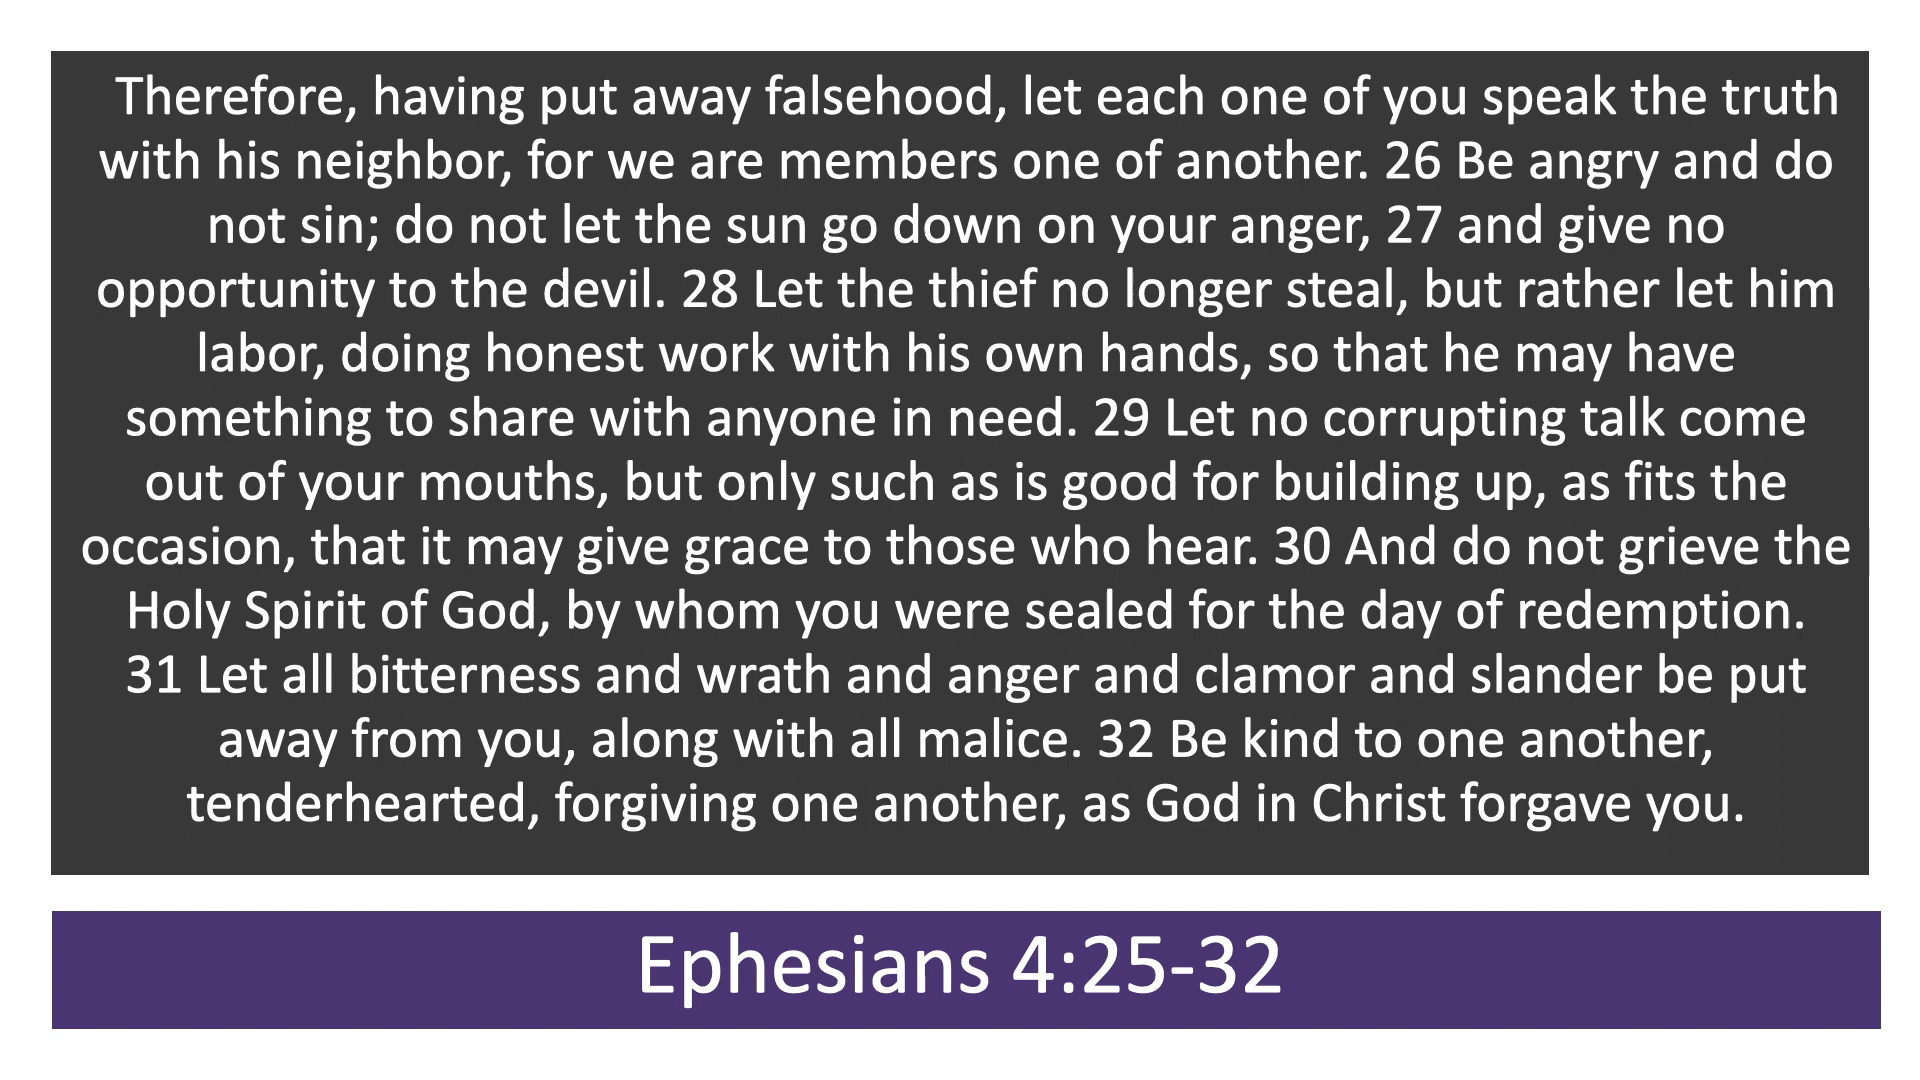 Therefore, having put away falsehood, let each one of you speak the truth
with his neighbor, for we are members one of another. 26 Be angry and do
not sin; do not let the sun go down on your anger, 27 and give no
opportunity to the devil. 28 Let the thief no longer steal, but rather let him
labor, doing honest work with his own hands, so that he may have
something to share with anyone in need. 29 Let no corrupting talk come
out of your mouths, but only such as is good for building up, as fits the
occasion, that it may give grace to those who hear. 30 And do not grieve the
Holy Spirit of God, by whom you were sealed for the day of redemption.
31 Let all bitterness and wrath and anger and clamor and slander be put
away from you, along with all malice. 32 Be kind to one another,
tenderhearted, forgiving one another, as God in Christ forgave you.
Ephesians 4:25-32